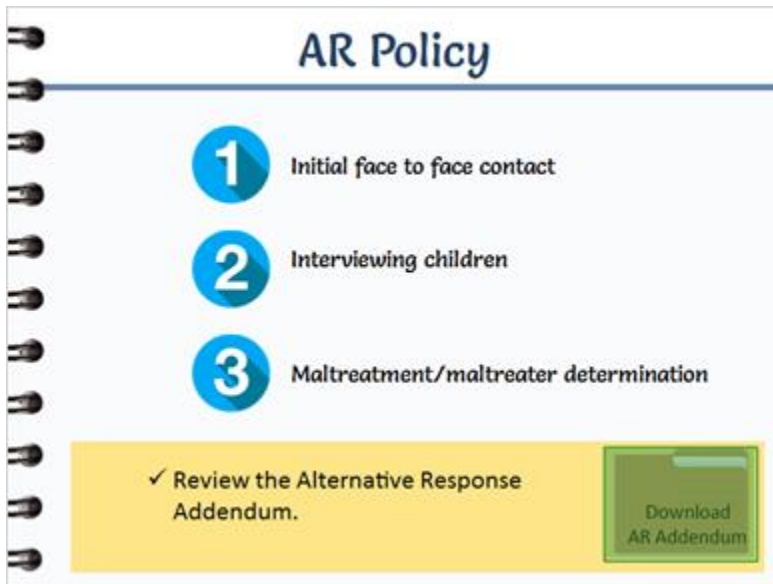 AR Policy
1
Initial face to face contact
2
Interviewing children
3
Maltreatment/maltreater determination
✓ Review the Alternative Response
Addendum.
Download
AR Addendum